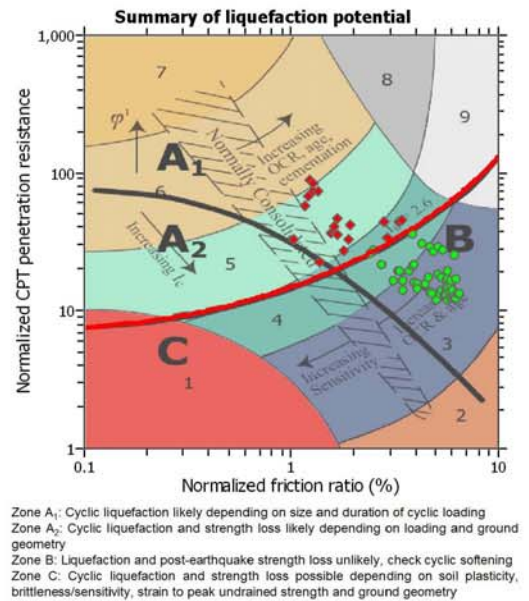 Summary of liquefaction potential
1,000
100
10
1
0.1
1
10
Normalized CPT penetration resistance
Normalized friction ratio (%)
7
8
9
φ'
A1
Normally Consolidated
Increasing
OCR, age,
cementation
6
A2
Increasing Ic
5
2.6
B
4
C
1
Increasing
Sensitivity
Increasing
OCR & age
3
2
Zone A1: Cyclic liquefaction likely depending on size and duration of cyclic loading
Zone A2: Cyclic liquefaction and strength loss likely depending on loading and ground
geometry
Zone B: Liquefaction and post-earthquake strength loss unlikely, check cyclic softening
Zone C: Cyclic liquefaction and strength loss possible depending on soil plasticity,
brittleness/sensitivity, strain to peak undrained strength and ground geometry